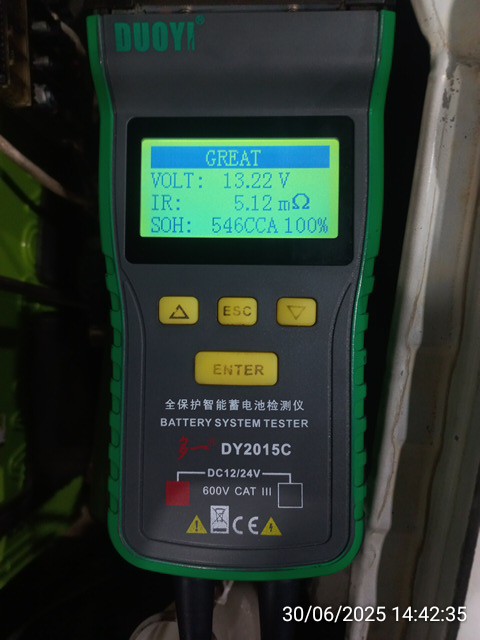 DUOYI®
GREAT
VOLT: 13.22 V
IR: 5.12 mΩ
SOH: 546CCA 100%
ESC
ENTER
全保护智能蓄电池检测仪
BATTERY SYSTEM TESTER
DY2015C
DC12/24V
600V CAT III
CE
30/06/2025 14:42:35